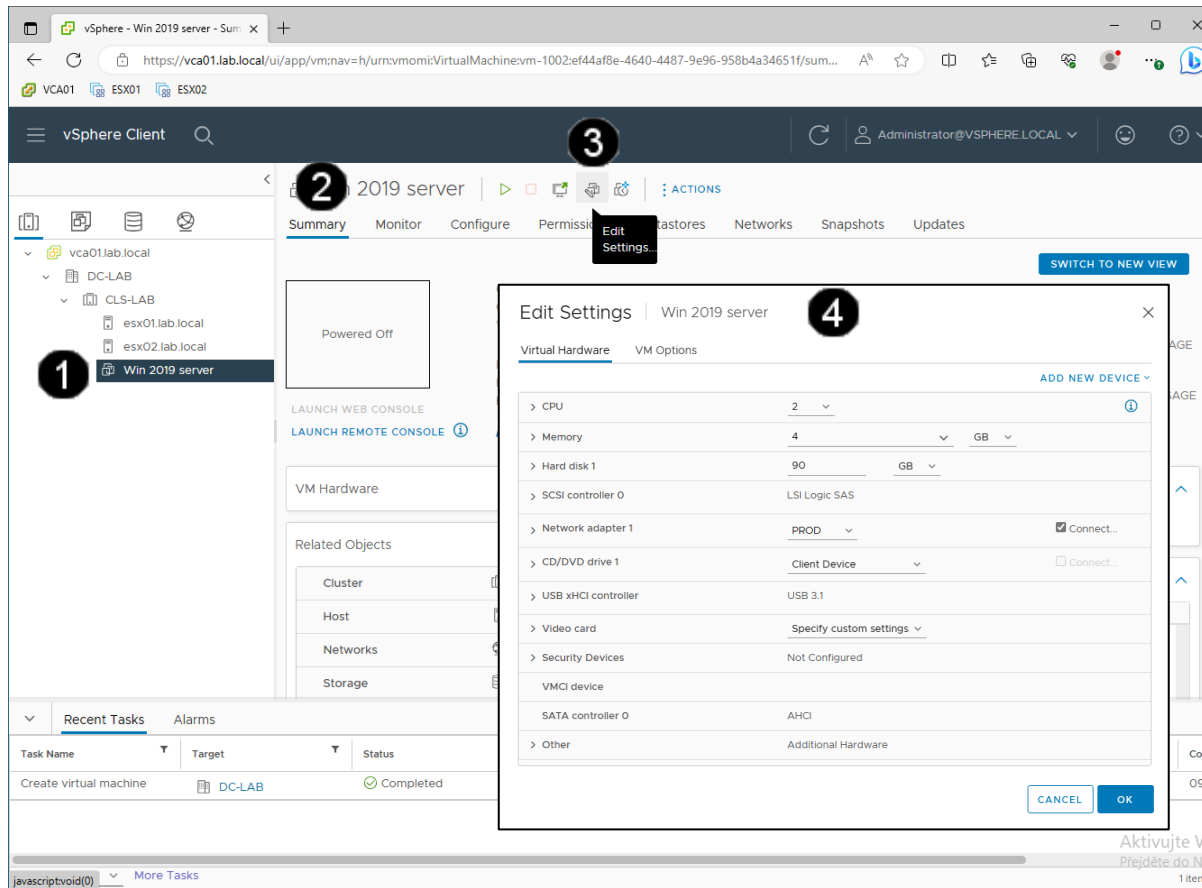 vSphere - Win 2019 server - Sum
https://vca01.lab.local/ui/app/vm;nav=h/urn:vmomi:VirtualMachine:vm-1002:ef44af8e-4640-4487-9e96-958b4a34651f/sum...
VCA01 ESX01 ESX02
vSphere Client
Administrator@VSPHERE.LOCAL
3
2
2019 server
ACTIONS
Summary Monitor Configure Permissi tastores Networks Snapshots Updates
Edit
Settings...
vca01.lab.local
DC-LAB
CLS-LAB
esx01.lab.local
esx02.lab.local
1
Win 2019 server
SWITCH TO NEW VIEW
Powered Off
LAUNCH WEB CONSOLE
LAUNCH REMOTE CONSOLE
VM Hardware
Related Objects
Cluster
Host
Networks
Storage
AGE
AGE
Edit Settings Win 2019 server
4
Virtual Hardware VM Options
ADD NEW DEVICE
CPU 2
Memory 4 GB
Hard disk 1 90 GB
SCSI controller 0 LSI Logic SAS
Network adapter 1 PROD Connect...
CD/DVD drive 1 Client Device Connect...
USB xHCI controller USB 3.1
Video card Specify custom settings
Security Devices Not Configured
VMCI device
SATA controller 0 AHCI
Other Additional Hardware
CANCEL OK
Recent Tasks Alarms
Task Name Target Status Co
Create virtual machine DC-LAB Completed 09
Aktivujte W
Přejděte do N
javascript:void(0) More Tasks
1 iten